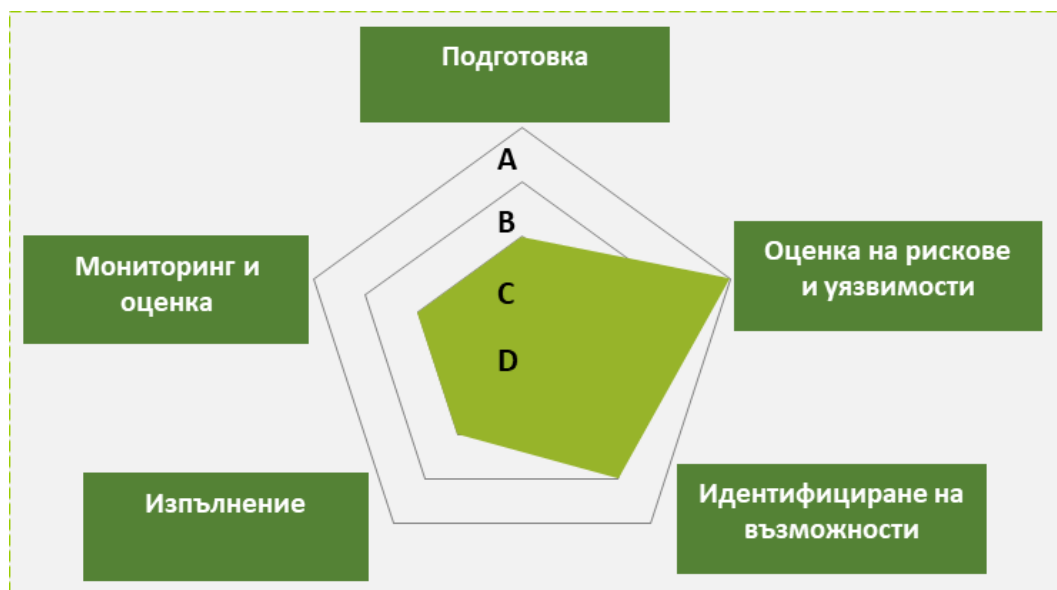 Подготовка
A
B
C
D
Оценка на рискове
и уязвимости
Идентифициране на
възможности
Изпълнение
Мониторинг и
оценка